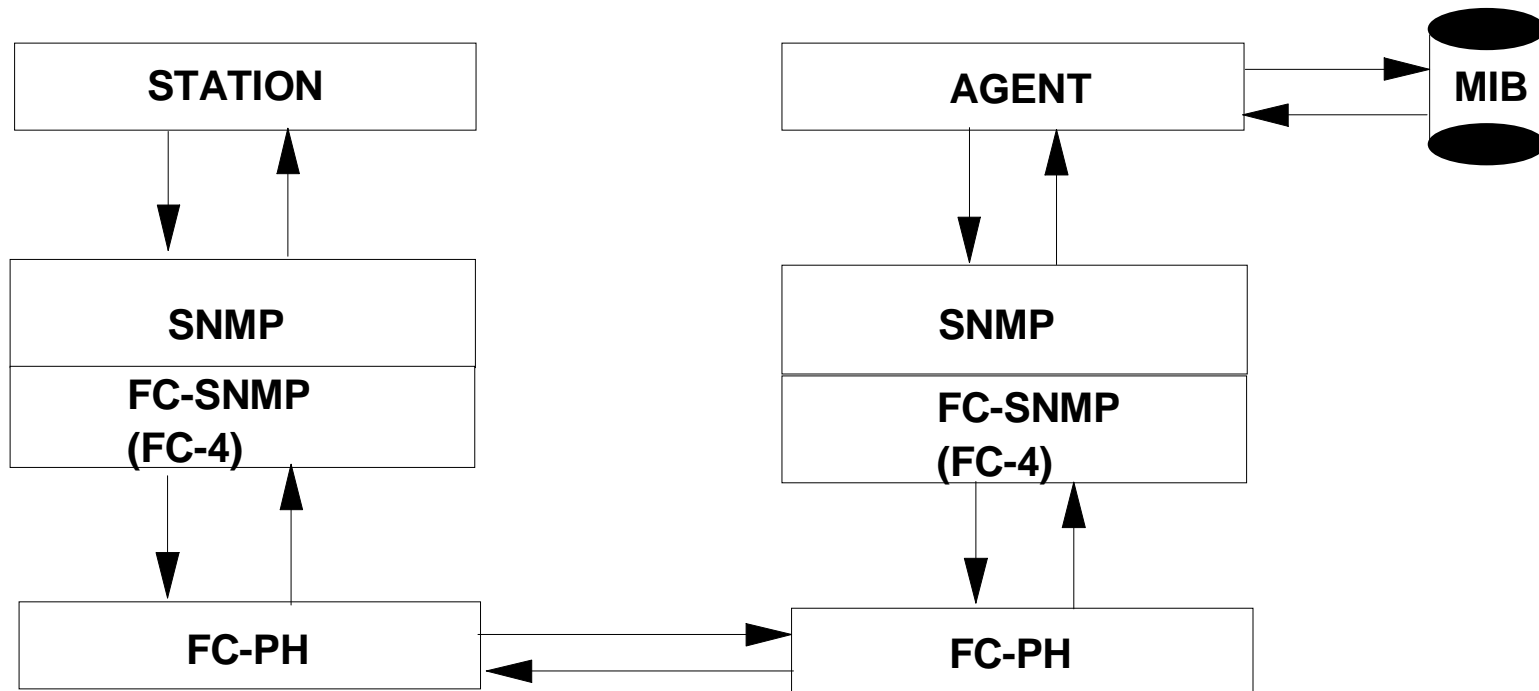 STATION
AGENT
MIB
SNMP
SNMP
FC-SNMP
(FC-4)
FC-SNMP
(FC-4)
FC-PH
FC-PH